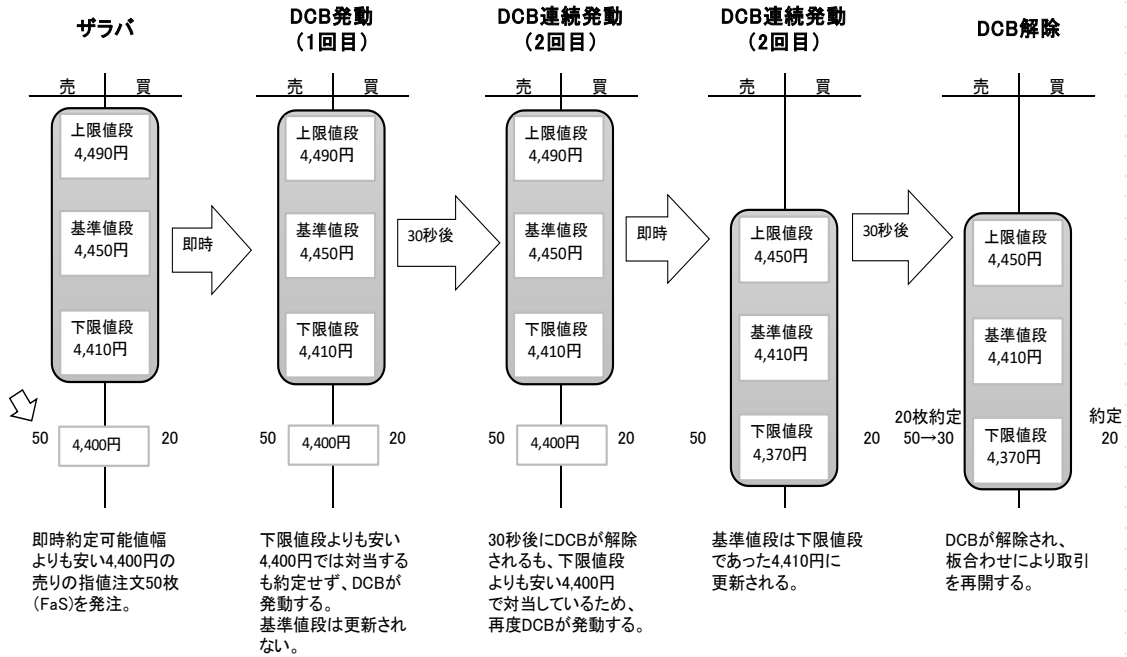 ザラバ
売 買
上限値段
4,490円
基準値段
4,450円
下限値段
4,410円
50 4,400円 20
即時約定可能値幅
よりも安い4,400円の
売りの指値注文50枚
(FaS)を発注。
即時
DCB発動
(1回目)
売 買
上限値段
4,490円
基準値段
4,450円
下限値段
4,410円
50 4,400円 20
下限値段よりも安い
4,400円では対当する
も約定せず、DCBが
発動する。
基準値段は更新され
ない。
30秒後
DCB連続発動
(2回目)
売 買
上限値段
4,490円
基準値段
4,450円
下限値段
4,410円
50 4,400円 20
30秒後にDCBが解除
されるも、下限値段
よりも安い4,400円
で対当しているため、
再度DCBが発動する。
即時
DCB連続発動
(2回目)
売 買
上限値段
4,450円
基準値段
4,410円
下限値段
4,370円
50 20
基準値段は下限値段
であった4,410円に
更新される。
30秒後
DCB解除
売 買
上限値段
4,450円
基準値段
4,410円
下限値段
4,370円
20枚約定
50→30
約定
20
DCBが解除され、
板合わせにより取引
を再開する。